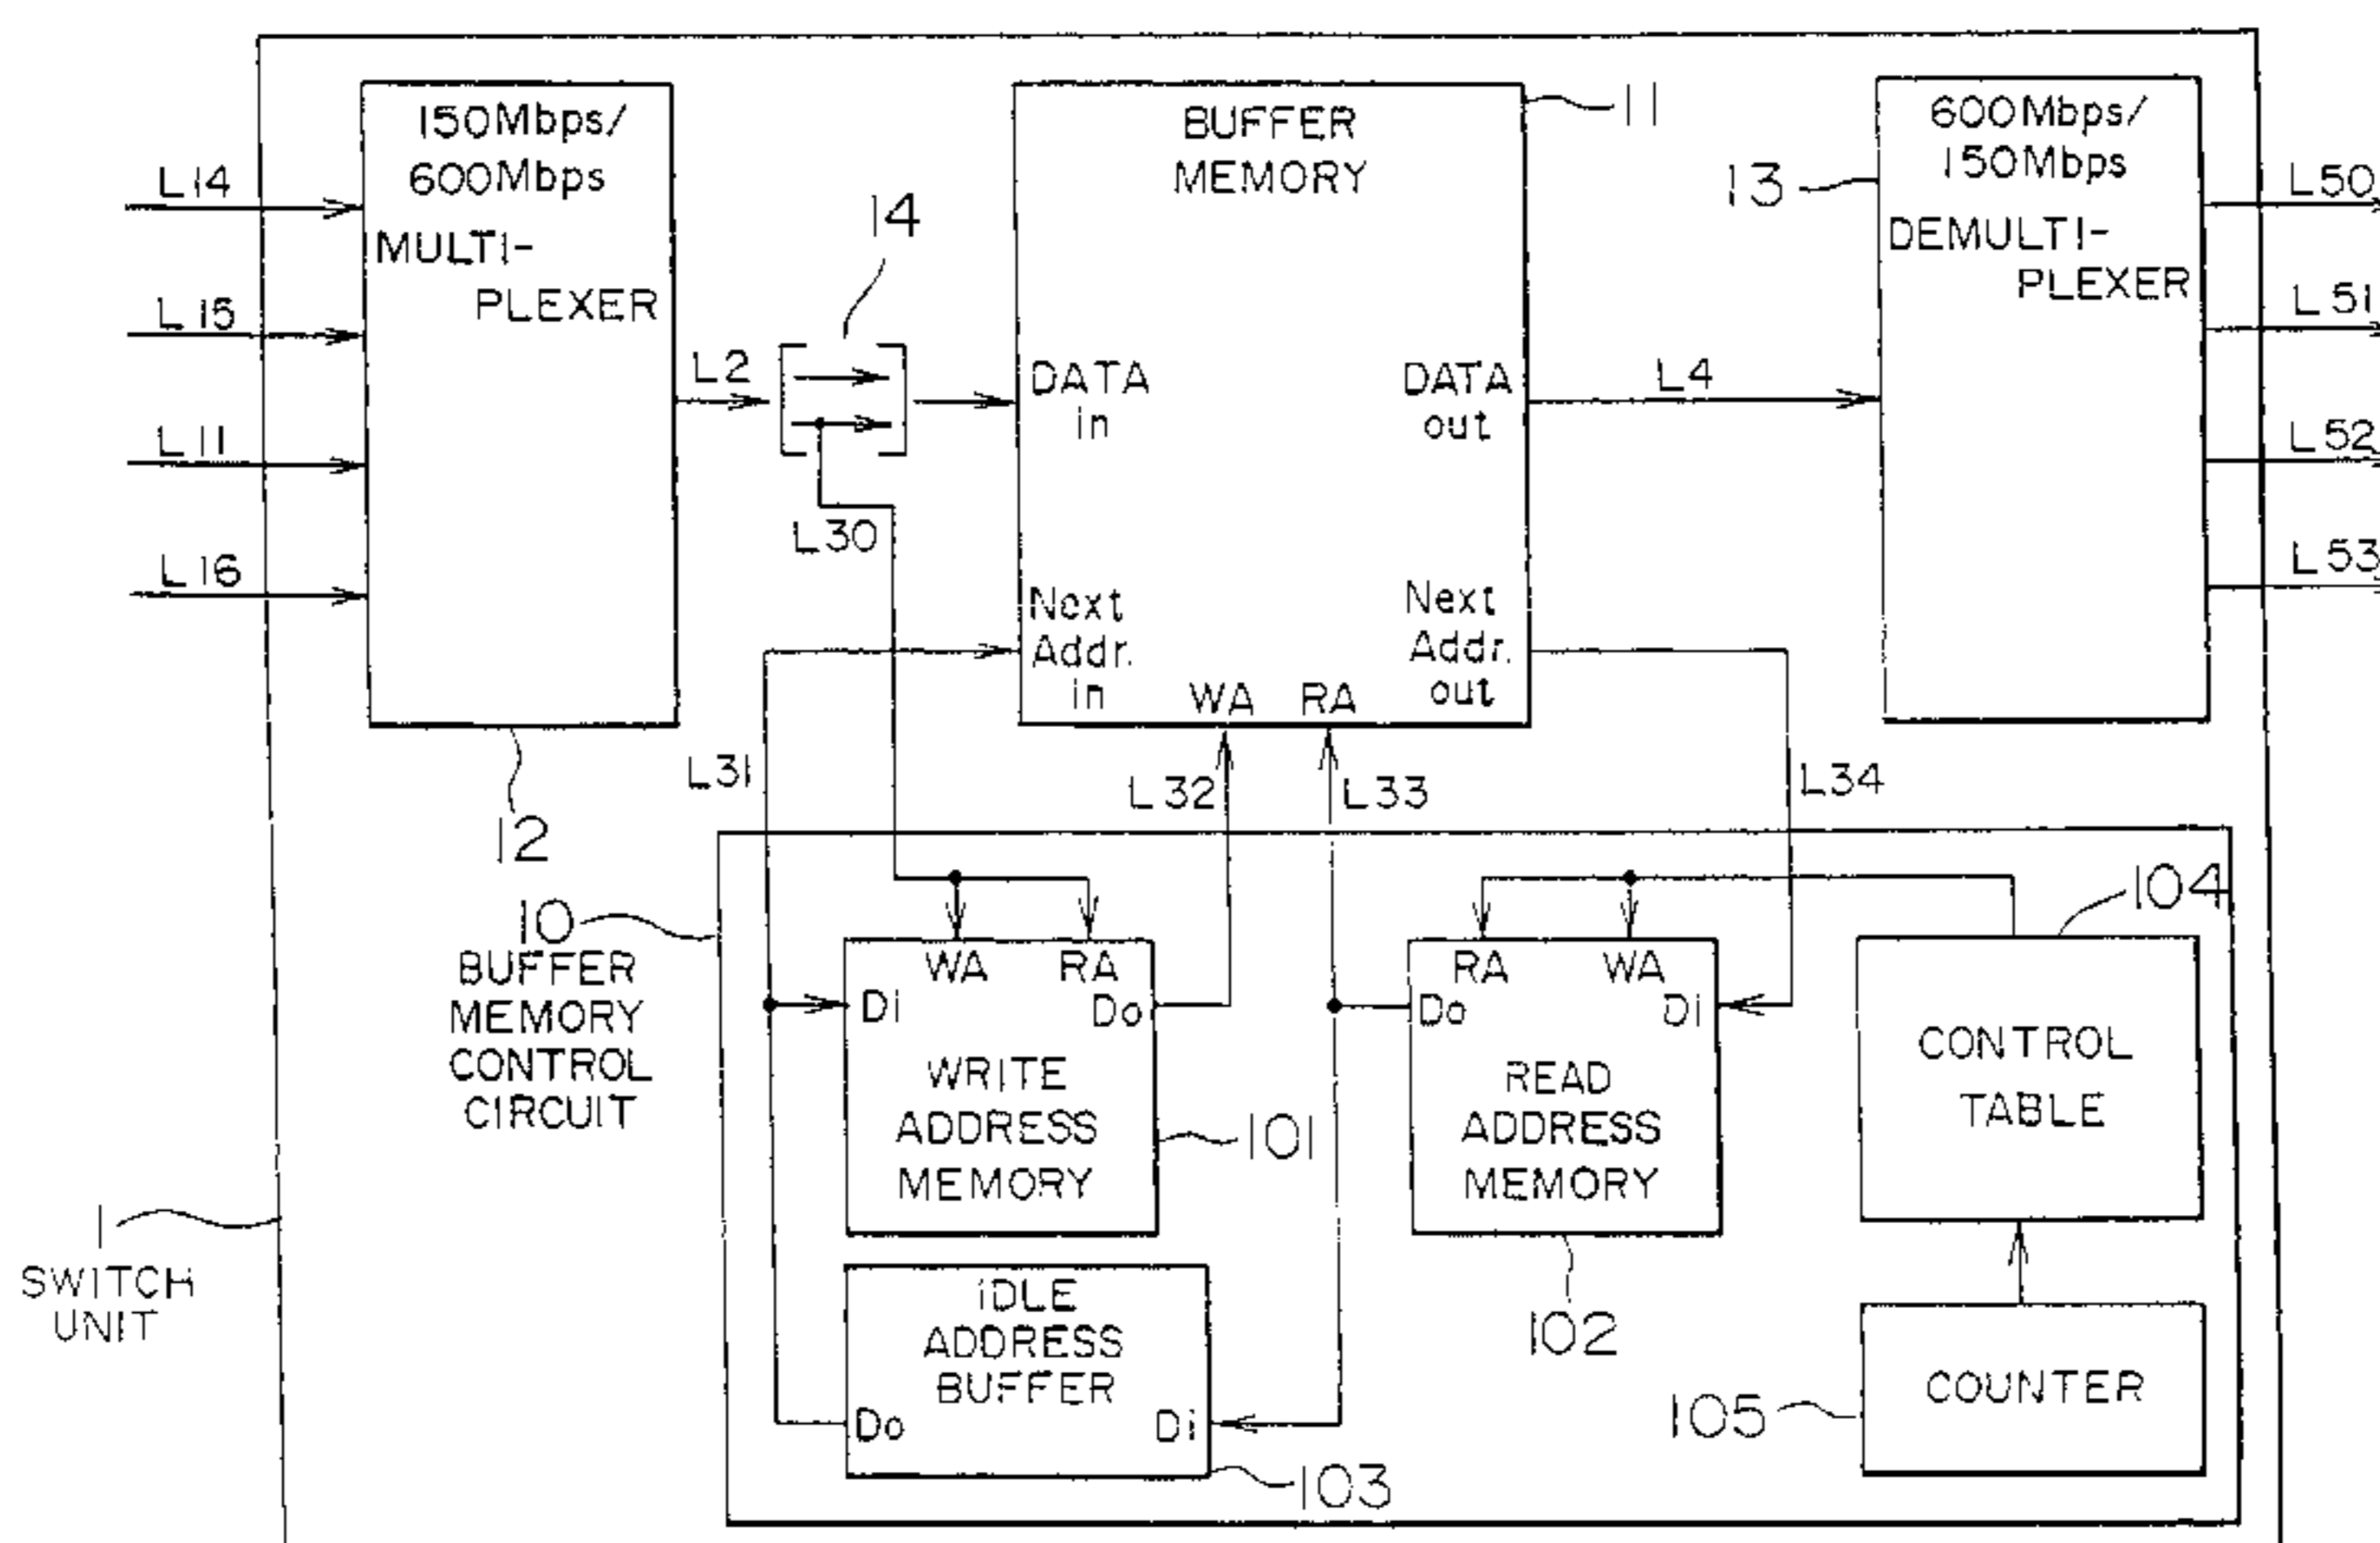 150Mbps/
600Mbps
MULTI-
PLEXER
L14
L15
L11
L16
12
L2
14
L30
BUFFER
MEMORY
11
DATA
in
DATA
out
Next
Addr.
in
Next
Addr.
out
WA RA
L4
600Mbps/
150Mbps
DEMULTI-
PLEXER
13
L50
L51
L52
L53
L31
L32
L33
L34
10
BUFFER
MEMORY
CONTROL
CIRCUIT
WA RA
Di Do
WRITE
ADDRESS
MEMORY
101
RA WA
Do Di
READ
ADDRESS
MEMORY
102
104
CONTROL
TABLE
1
SWITCH
UNIT
IDLE
ADDRESS
BUFFER
Do Di
103
COUNTER
105